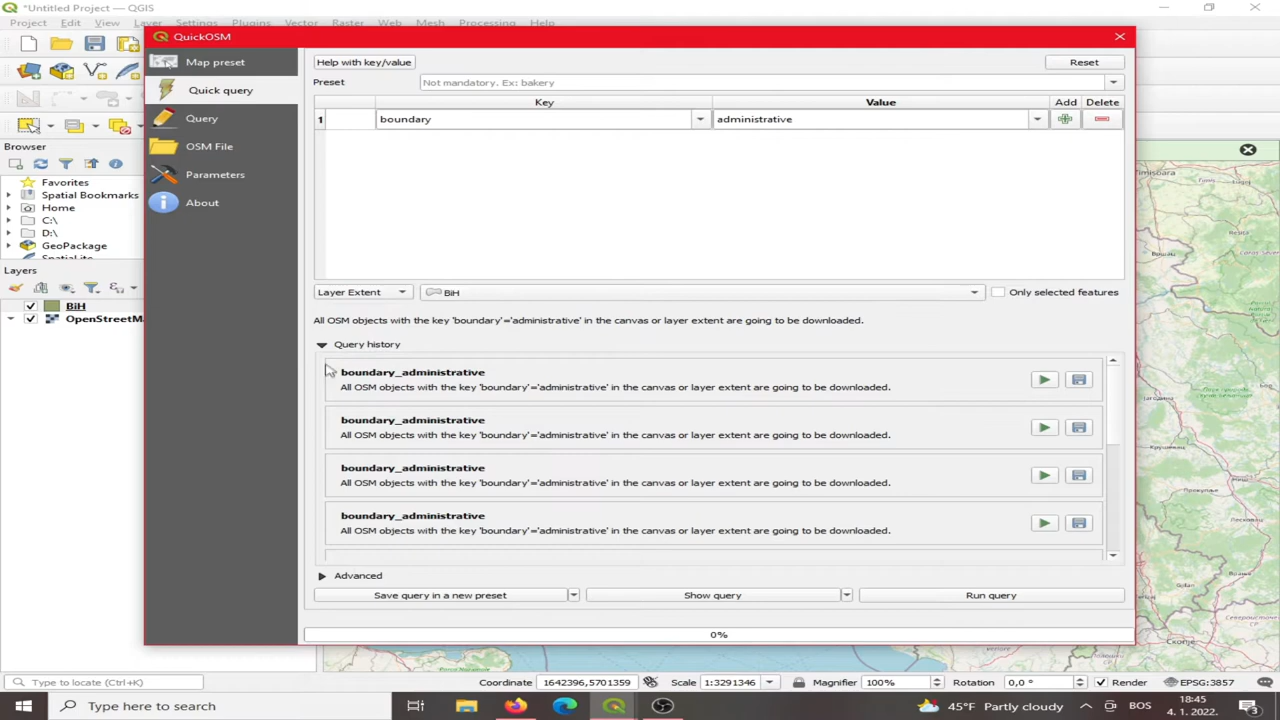 *Untitled Project — QGIS
Project Edit View Layer Settings Plugins Vector Raster Web Mesh Processing Help
QuickOSM
Map preset
Quick query
Query
OSM File
Parameters
About
Help with key/value
Reset
Preset
Not mandatory. Ex: bakery
Key Value Add Delete
1 boundary administrative
Layer Extent BiH Only selected features
All OSM objects with the key 'boundary'='administrative' in the canvas or layer extent are going to be downloaded.
Query history
boundary_administrative
All OSM objects with the key 'boundary'='administrative' in the canvas or layer extent are going to be downloaded.
boundary_administrative
All OSM objects with the key 'boundary'='administrative' in the canvas or layer extent are going to be downloaded.
boundary_administrative
All OSM objects with the key 'boundary'='administrative' in the canvas or layer extent are going to be downloaded.
boundary_administrative
All OSM objects with the key 'boundary'='administrative' in the canvas or layer extent are going to be downloaded.
Advanced
Save query in a new preset Show query Run query
0%
Browser
Favorites
Spatial Bookmarks
Home
C:\
D:\
GeoPackage
SpatiaLite
Layers
BiH
OpenStreetMa
Timișoara
Lugoj
Reșița
Крушевац
Прокупље
Лесковац
Скопје
Type to locate (Ctrl+K)
Coordinate 1642396,5701359 Scale 1:3291346 Magnifier 100% Rotation 0,0 ° Render EPSG:3857
Type here to search
45°F Partly cloudy
BOS
18:45
4. 1. 2022.
3